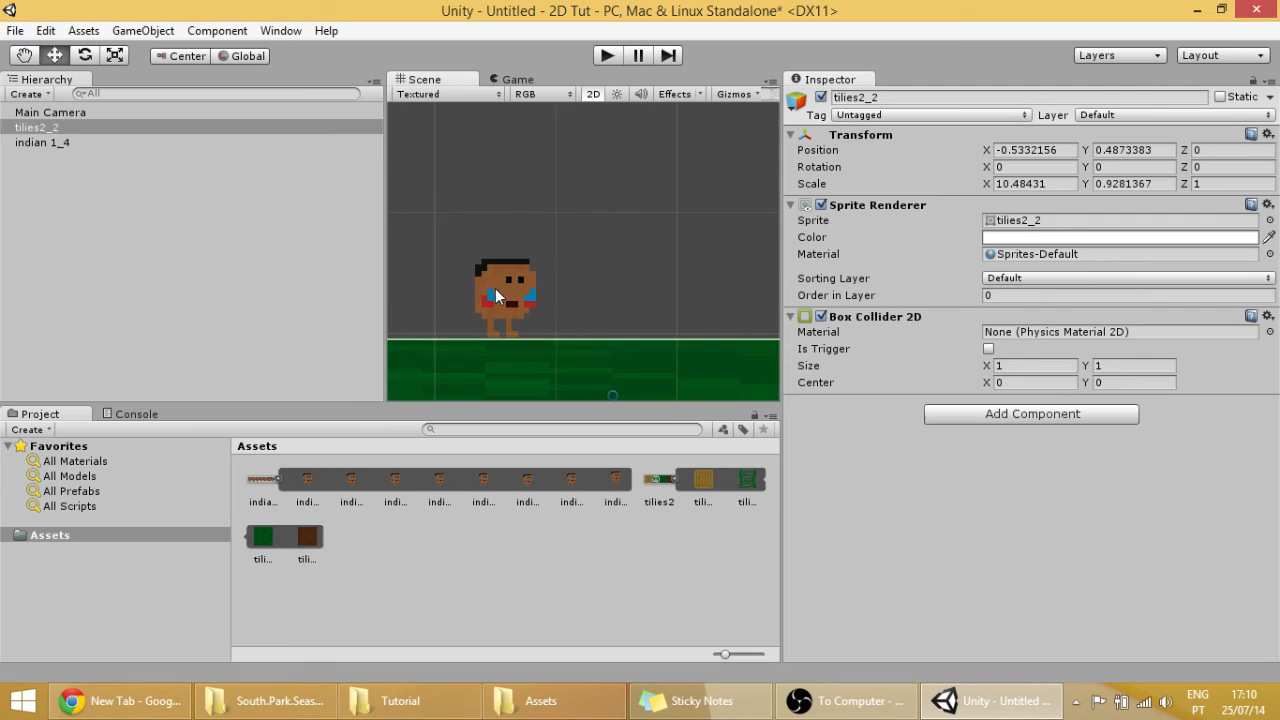 Unity - Untitled - 2D Tut - PC, Mac & Linux Standalone* <DX11>
File Edit Assets GameObject Component Window Help
Center Global Layers Layout
Hierarchy
Create All
Main Camera
tilies2_2
indian 1_4
Scene Game
Textured RGB 2D Effects Gizmos
Inspector
tilies2_2 Static
Tag Untagged Layer Default
Transform
Position X -0.5332156 Y 0.4873383 Z 0
Rotation X 0 Y 0 Z 0
Scale X 10.48431 Y 0.9281367 Z 1
Sprite Renderer
Sprite tilies2_2
Color
Material Sprites-Default
Sorting Layer Default
Order in Layer 0
Box Collider 2D
Material None (Physics Material 2D)
Is Trigger
Size X 1 Y 1
Center X 0 Y 0
Add Component
Project Console
Create
Favorites
All Materials
All Models
All Prefabs
All Scripts
Assets
Assets
india... indi... indi... indi... indi... indi... indi... indi... indi... tilies2 tili... tili...
tili... tili...
New Tab - Goog... South.Park.Seas... Tutorial Assets Sticky Notes To Computer - ... Unity - Untitled ... ENG 17:10
PT 25/07/14